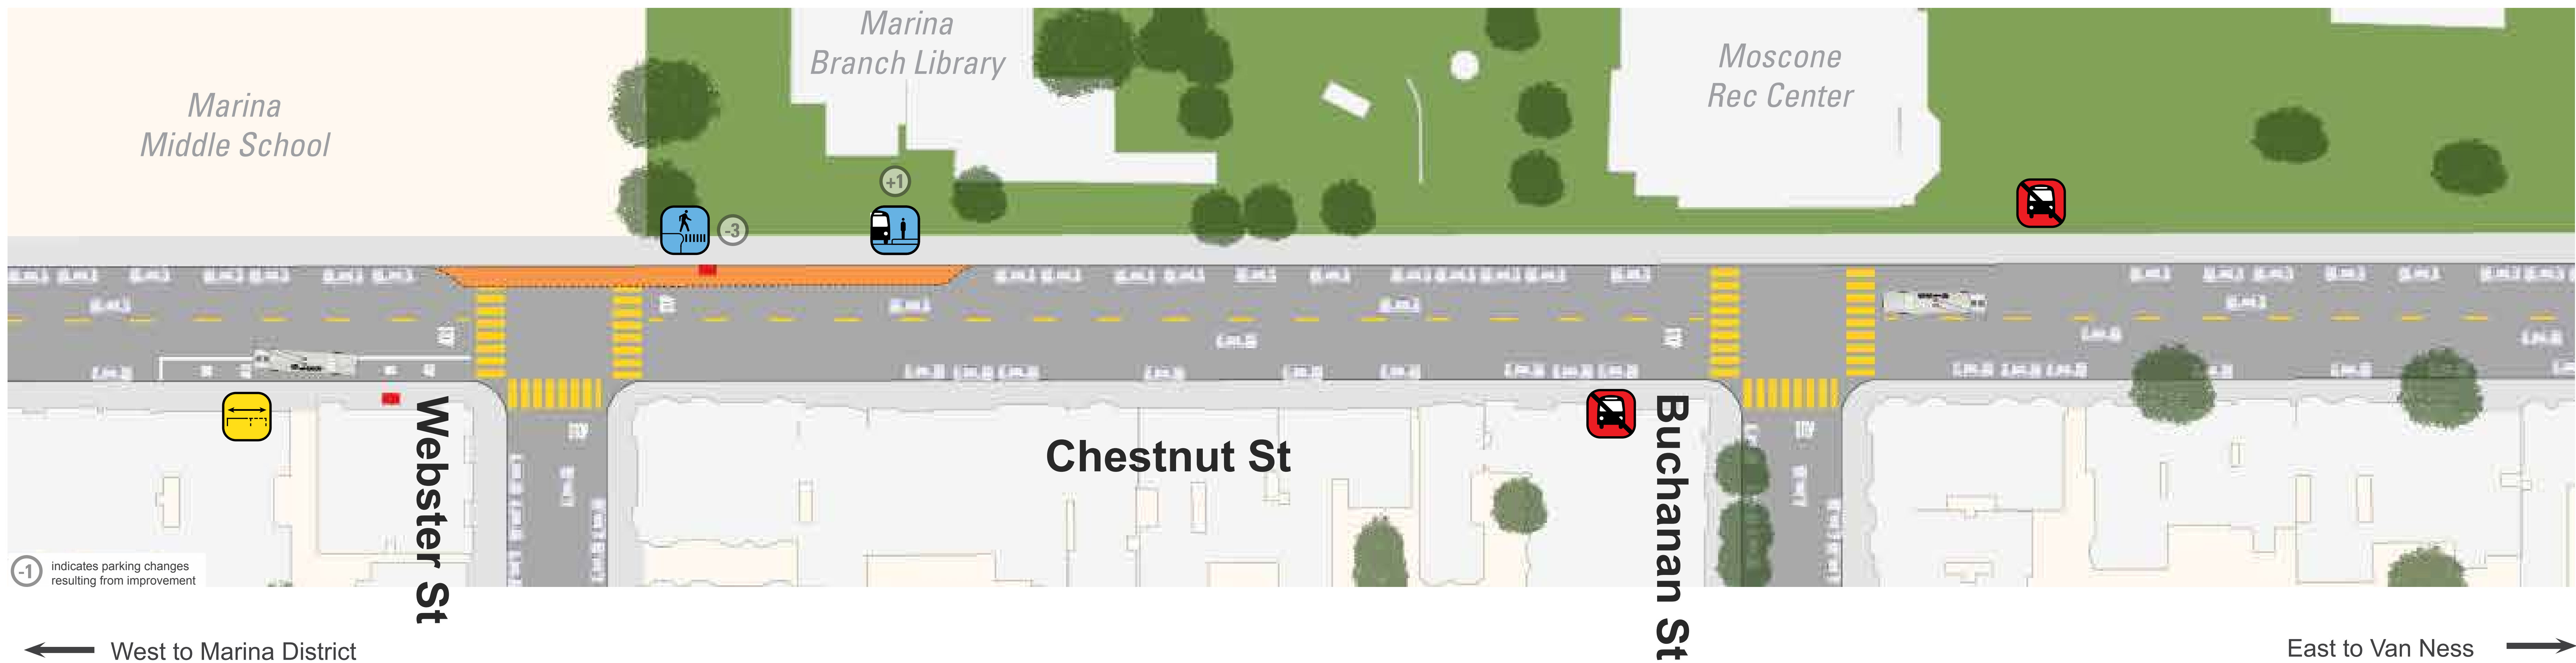 Marina
Middle School
Marina
Branch Library
Moscone
Rec Center
+1
-3
Webster St
Chestnut St
Buchanan St
-1
indicates parking changes
resulting from improvement
West to Marina District
East to Van Ness